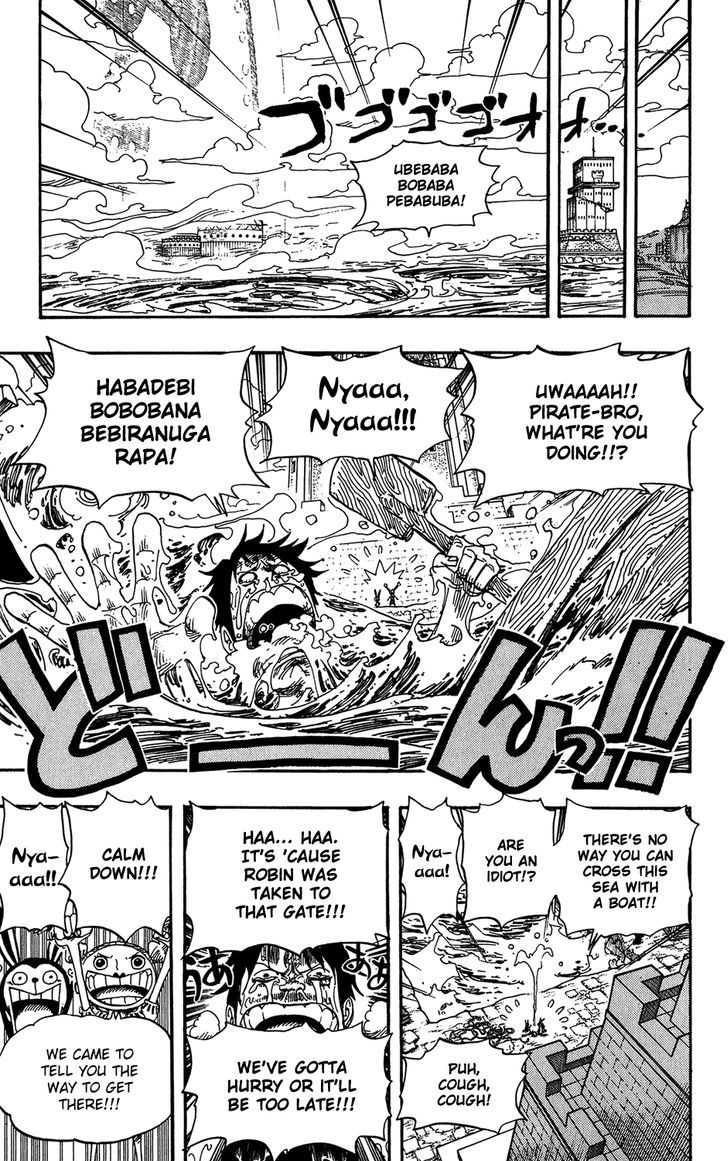 ブゴゴゴオオ...
UBEBABA
BOBABA
PEBABUBA!
UWAAAAH!!
PIRATE-BRO,
WHAT'RE YOU
DOING!!?
Nyaaa,
Nyaaa!!!
HABADEBI
BOBOBANA
BEBIRANUGA
RAPA!
どーんっ!!
THERE'S NO
WAY YOU CAN
CROSS THIS
SEA WITH
A BOAT!!
ARE
YOU AN
IDIOT!?
Nya-
aaa!
PUH,
COUGH,
COUGH!
HAA... HAA.
IT'S 'CAUSE
ROBIN WAS
TAKEN TO
THAT GATE!!!
WE'VE GOTTA
HURRY OR IT'LL
BE TOO LATE!!!
CALM
DOWN!!!
Nya-
aaa!!
WE CAME TO
TELL YOU THE
WAY TO GET
THERE!!!